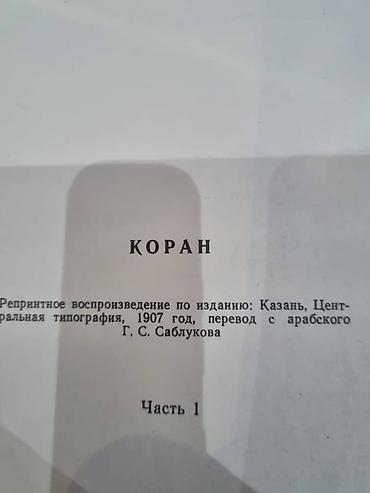 КОРАН
Репринтное воспроизведение по изданию: Казань, Цент-
ральная типография, 1907 год, перевод с арабского
Г. С. Саблукова
Часть 1